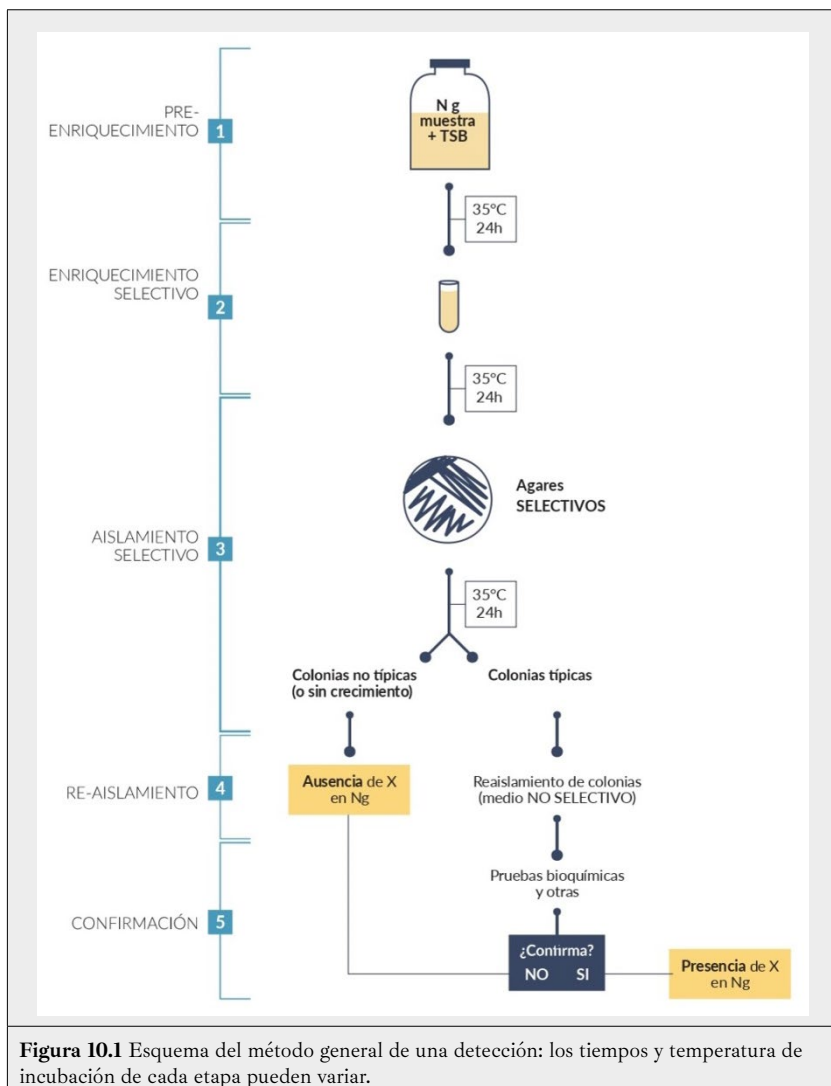 PRE-
ENRIQUECIMIENTO
1
N g
muestra
+ TSB
35°C
24h
ENRIQUECIMIENTO
SELECTIVO
2
35°C
24h
AISLAMIENTO
SELECTIVO
3
Agares
SELECTIVOS
35°C
24h
Colonias no típicas
(o sin crecimiento)
Colonias típicas
RE-AISLAMIENTO
4
Ausencia de X
en Ng
Reaislamiento de colonias
(medio NO SELECTIVO)
Pruebas bioquímicas
y otras
CONFIRMACIÓN
5
¿Confirma?
NO SI
Presencia de X
en Ng
Figura 10.1 Esquema del método general de una detección: los tiempos y temperatura de
incubación de cada etapa pueden variar.